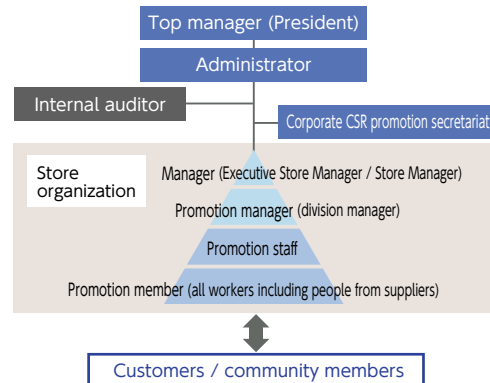 Top manager (President)
Administrator
Internal auditor
Corporate CSR promotion secretariat
Store
organization
Manager (Executive Store Manager / Store Manager)
Promotion manager (division manager)
Promotion staff
Promotion member (all workers including people from suppliers)
Customers / community members